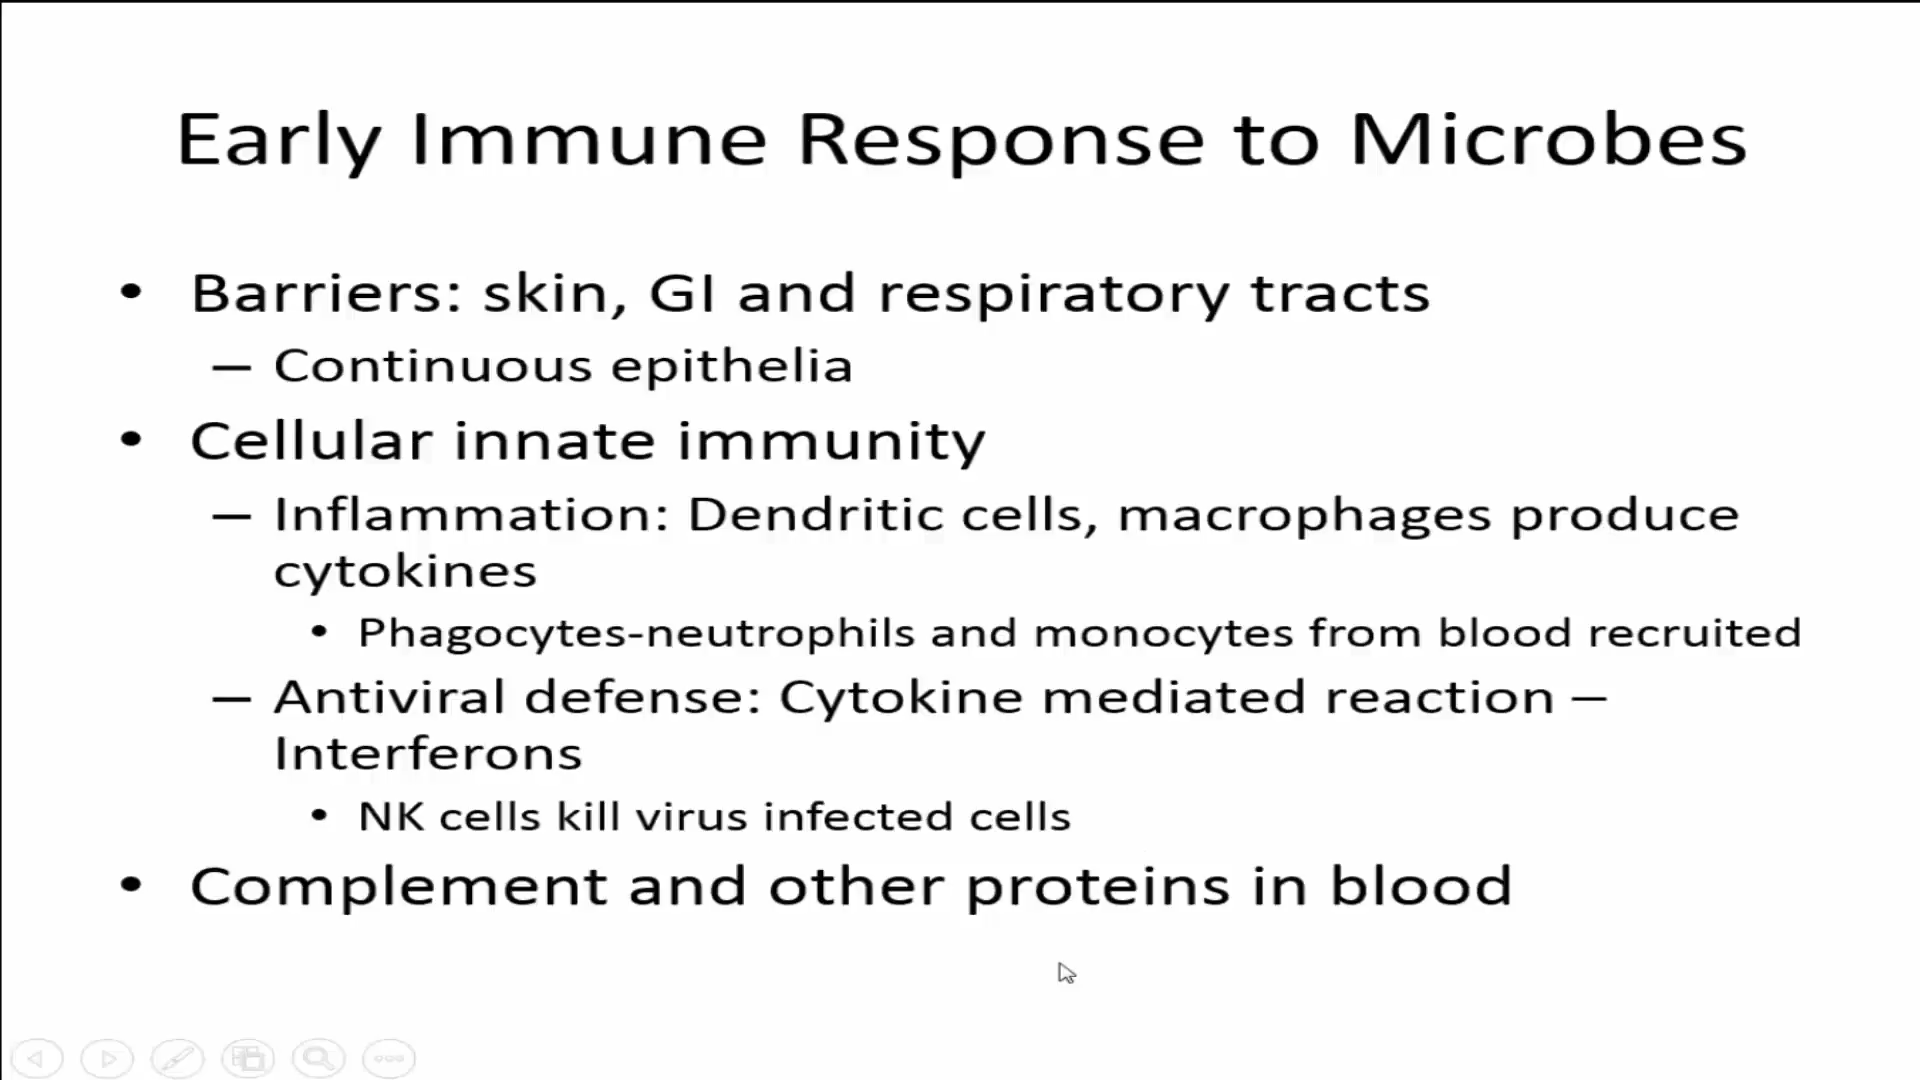 Early Immune Response to Microbes
• Barriers: skin, GI and respiratory tracts
– Continuous epithelia
• Cellular innate immunity
– Inflammation: Dendritic cells, macrophages produce
cytokines
• Phagocytes-neutrophils and monocytes from blood recruited
– Antiviral defense: Cytokine mediated reaction –
Interferons
• NK cells kill virus infected cells
• Complement and other proteins in blood